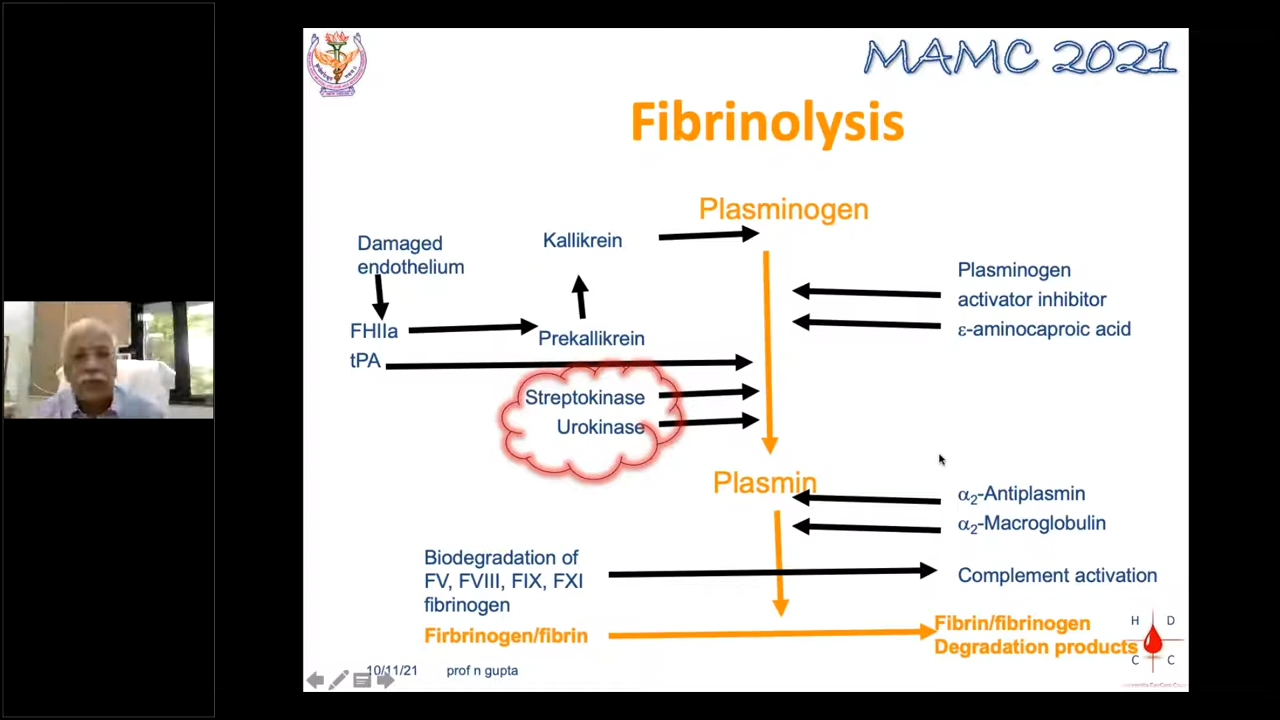 MAMC 2021
Fibrinolysis
Plasminogen
Damaged
endothelium
Kallikrein
Plasminogen
activator inhibitor
ε-aminocaproic acid
FHIIa
Prekallikrein
tPA
Streptokinase
Urokinase
Plasmin
α2-Antiplasmin
α2-Macroglobulin
Biodegradation of
FV, FVIII, FIX, FXI
fibrinogen
Complement activation
Firbrinogen/fibrin
Fibrin/fibrinogen
Degradation products
H D
C C
10/11/21
prof n gupta